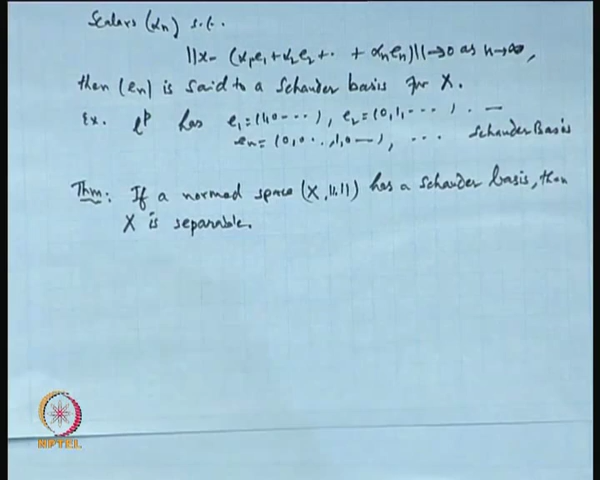 Scalars (αn) s.t.
||x - (α1e1 + α2e2 + .. + αnen)|| → 0 as n → ∞,
then (en) is said to a Schauder basis for X.
Ex. l^p has e1 = (1,0---), e2 = (0,1,---) . —
en = (0,0..,1,0—), ... Schauder Basis
Thm: If a normed space (X, ||.||) has a Schauder basis, then
X is separable.
NPTEL